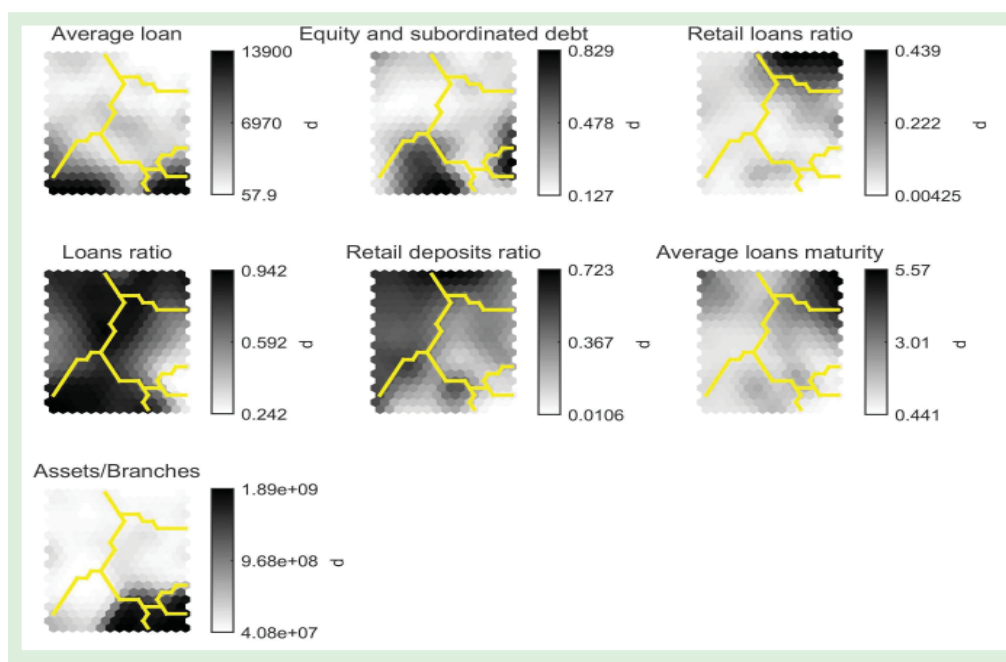 Average loan
13900
6970
57.9
d
Equity and subordinated debt
0.829
0.478
0.127
d
Retail loans ratio
0.439
0.222
0.00425
d
Loans ratio
0.942
0.592
0.242
d
Retail deposits ratio
0.723
0.367
0.0106
d
Average loans maturity
5.57
3.01
0.441
d
Assets/Branches
1.89e+09
9.68e+08
4.08e+07
d